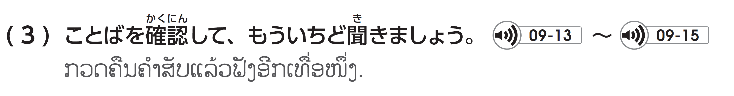 (3) ことばを確認して、もういちど聞きましょう。 09-13 ～ 09-15
ກວດຄືນຄຳສັບແລ້ວຟັງອີກເທື່ອໜຶ່ງ.